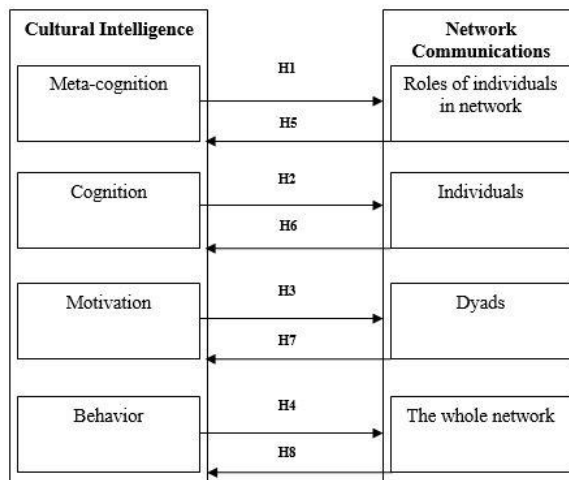 Cultural Intelligence
Network
Communications
Meta-cognition
H1
Roles of individuals
in network
H5
Cognition
H2
Individuals
H6
Motivation
H3
Dyads
H7
Behavior
H4
The whole network
H8